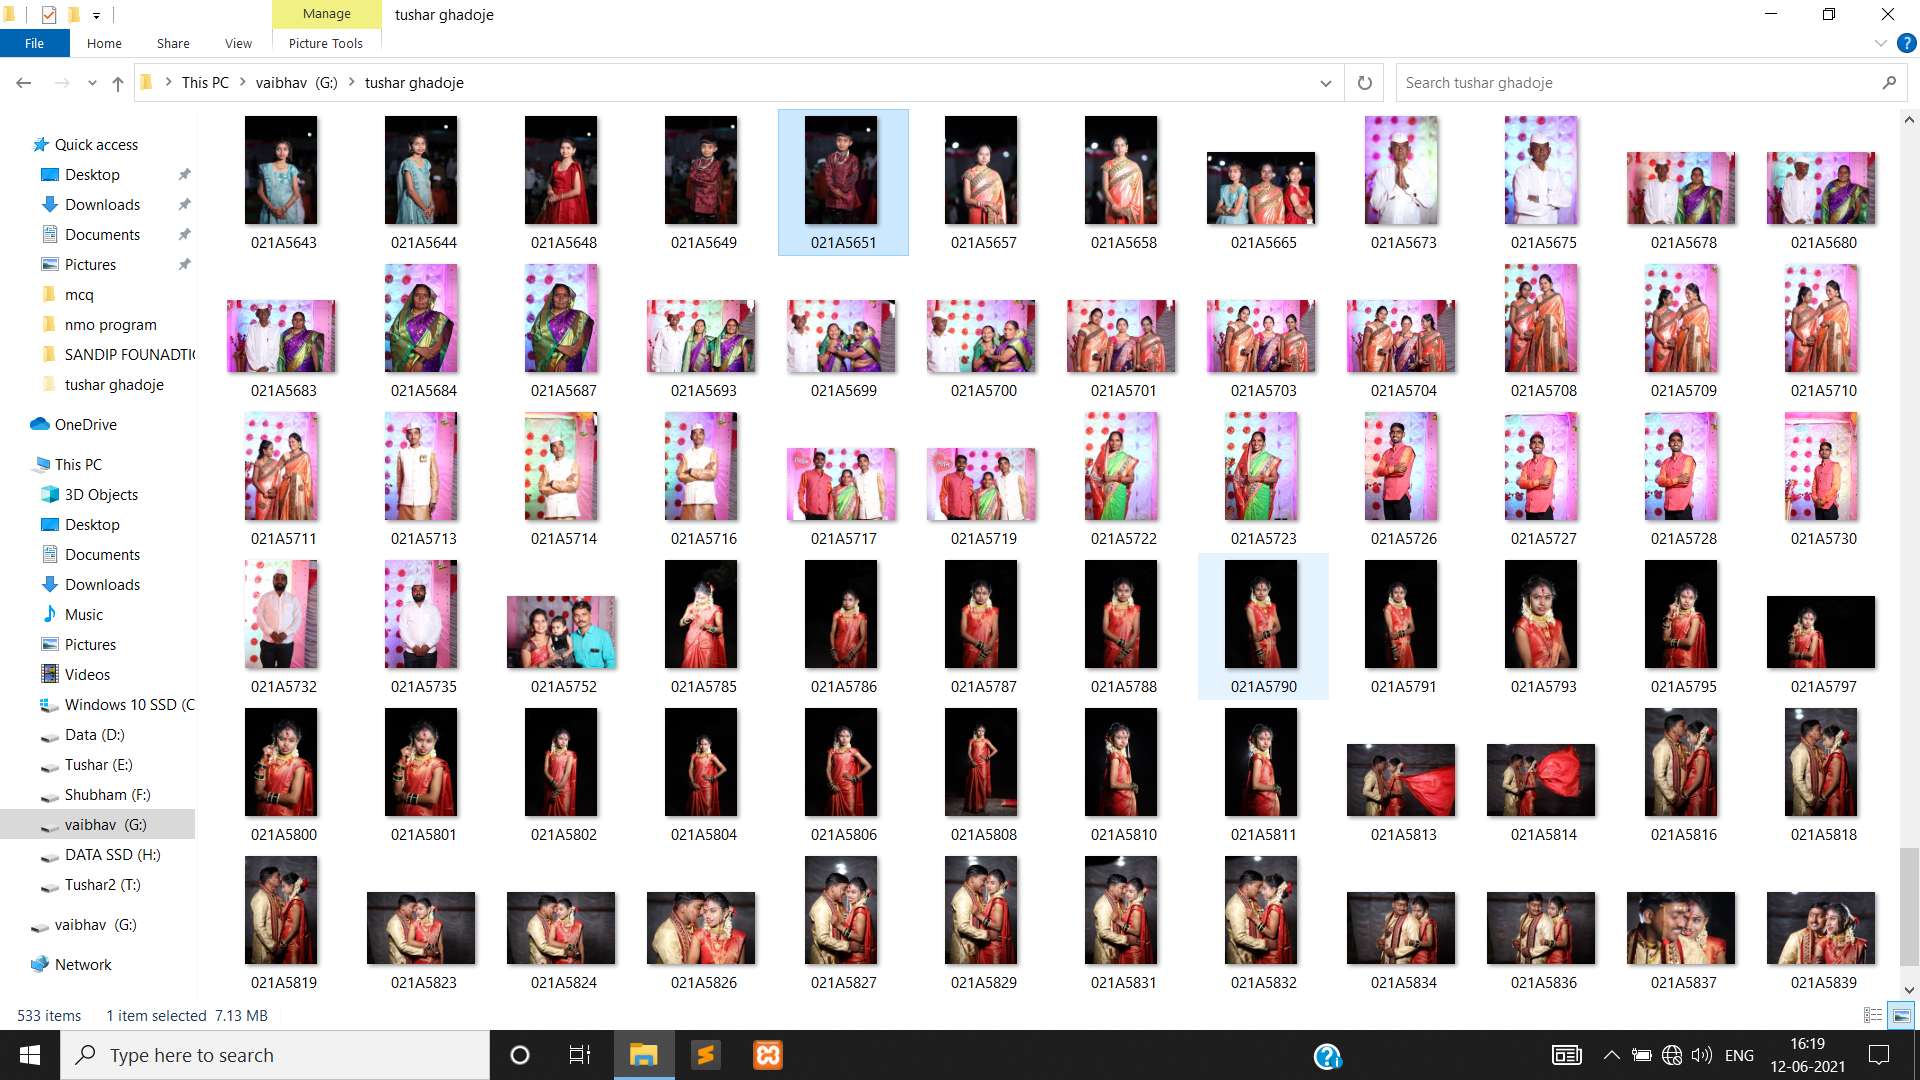 Manage
tushar ghadoje
File
Home
Share
View
Picture Tools
This PC
vaibhav (G:)
tushar ghadoje
Search tushar ghadoje
Quick access
Desktop
Downloads
Documents
Pictures
mcq
nmo program
SANDIP FOUNADTI
tushar ghadoje
OneDrive
This PC
3D Objects
Desktop
Documents
Downloads
Music
Pictures
Videos
Windows 10 SSD (C
Data (D:)
Tushar (E:)
Shubham (F:)
vaibhav (G:)
DATA SSD (H:)
Tushar2 (T:)
vaibhav (G:)
Network
021A5643 021A5644 021A5648 021A5649 021A5651 021A5657 021A5658 021A5665 021A5673 021A5675 021A5678 021A5680
021A5683 021A5684 021A5687 021A5693 021A5699 021A5700 021A5701 021A5703 021A5704 021A5708 021A5709 021A5710
021A5711 021A5713 021A5714 021A5716 021A5717 021A5719 021A5722 021A5723 021A5726 021A5727 021A5728 021A5730
021A5732 021A5735 021A5752 021A5785 021A5786 021A5787 021A5788 021A5790 021A5791 021A5793 021A5795 021A5797
021A5800 021A5801 021A5802 021A5804 021A5806 021A5808 021A5810 021A5811 021A5813 021A5814 021A5816 021A5818
021A5819 021A5823 021A5824 021A5826 021A5827 021A5829 021A5831 021A5832 021A5834 021A5836 021A5837 021A5839
533 items
1 item selected 7.13 MB
Type here to search
ENG
16:19
12-06-2021